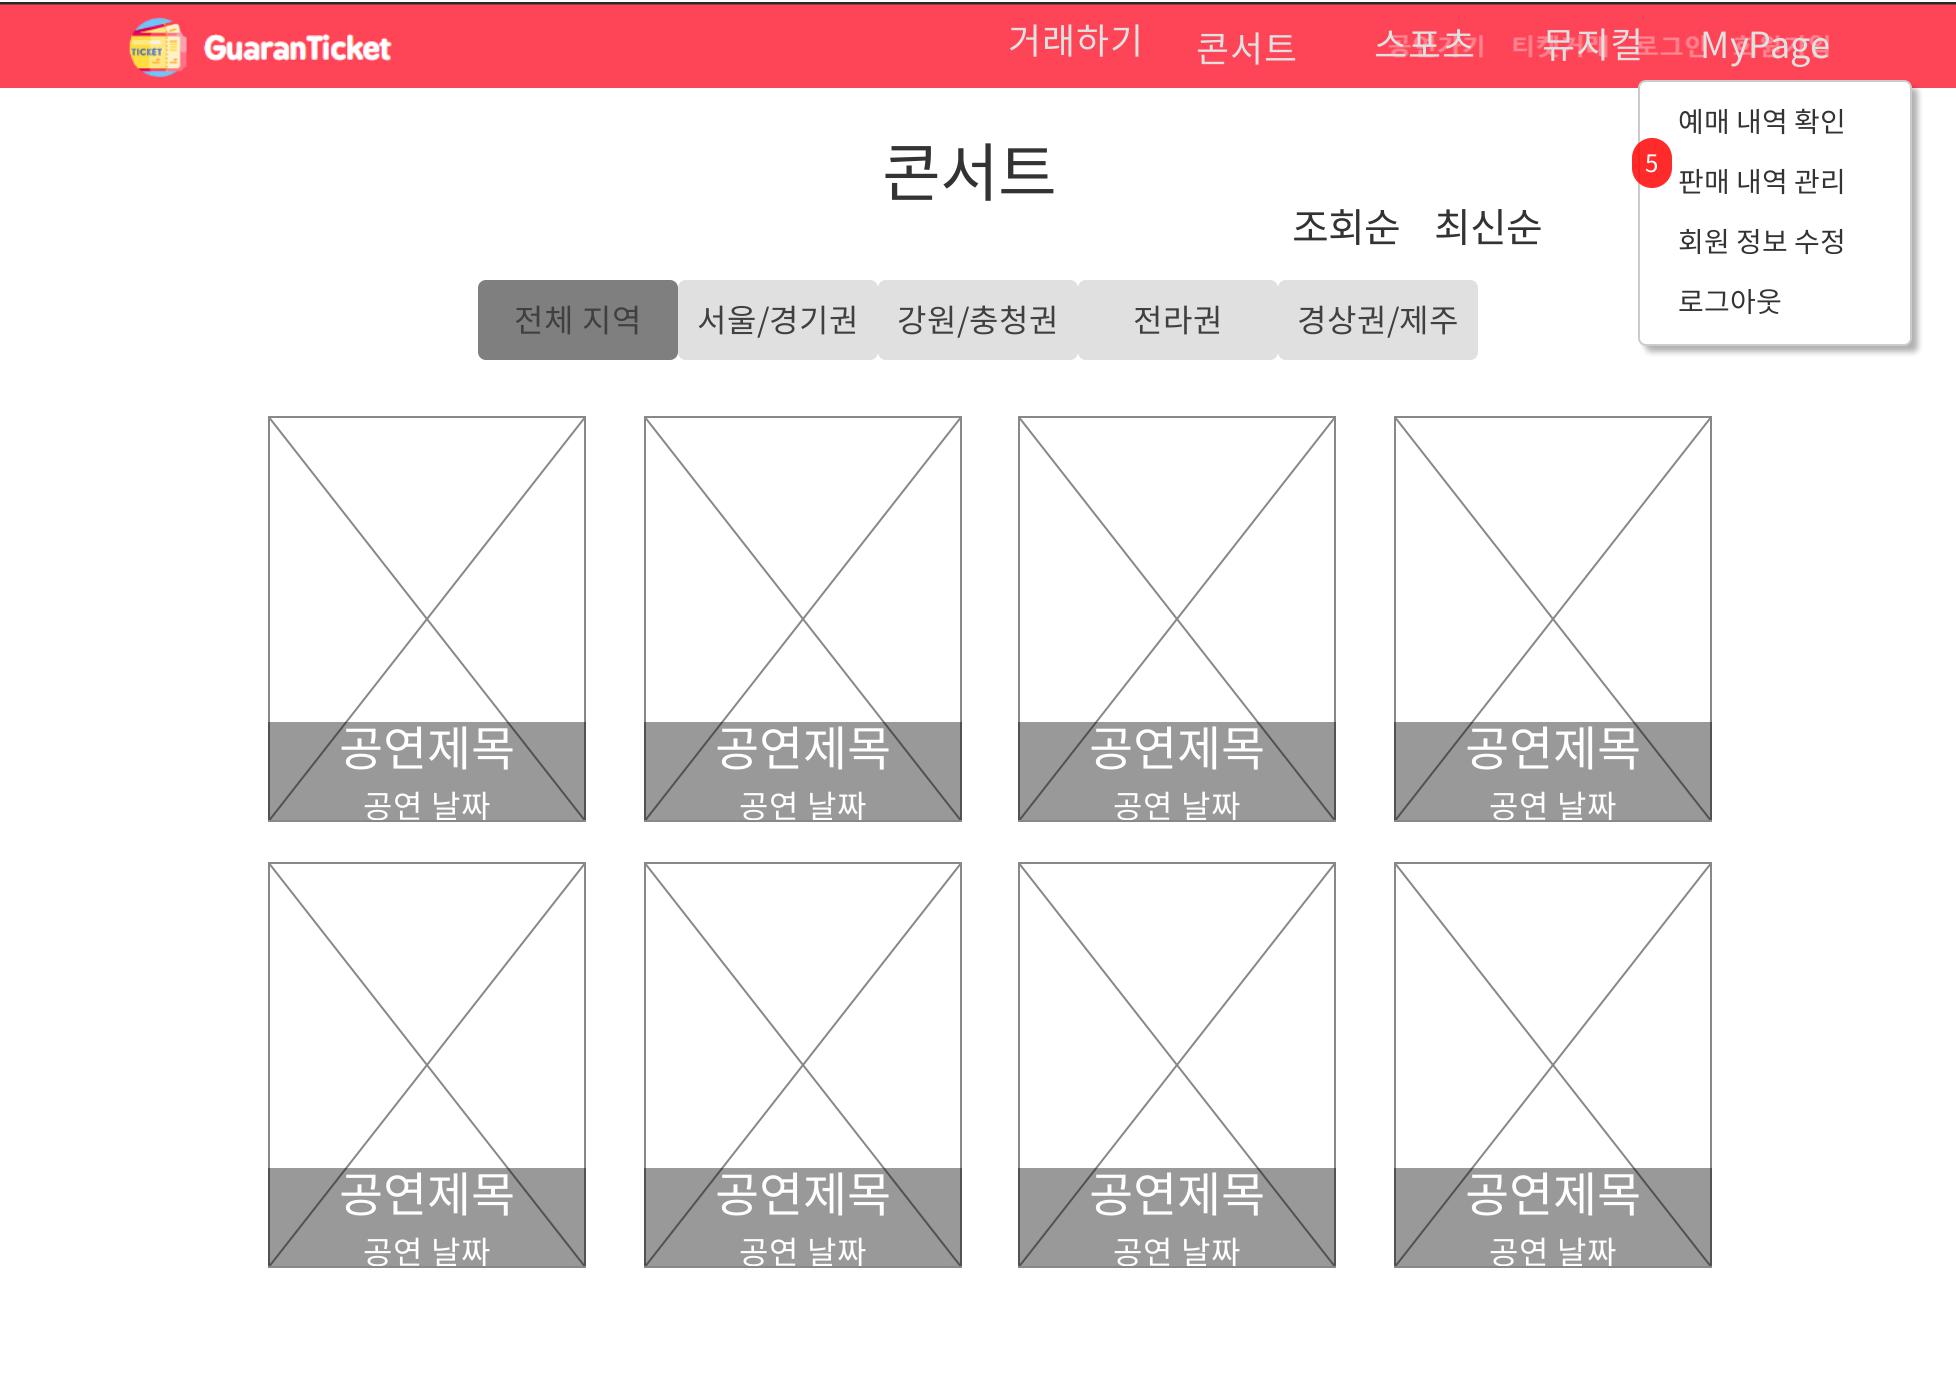 TICKET
GuaranTicket
거래하기
콘서트
스포츠
뮤지컬
MyPage
예매 내역 확인
5
판매 내역 관리
회원 정보 수정
로그아웃
콘서트
조회순 최신순
전체 지역
서울/경기권
강원/충청권
전라권
경상권/제주
공연제목
공연 날짜
공연제목
공연 날짜
공연제목
공연 날짜
공연제목
공연 날짜
공연제목
공연 날짜
공연제목
공연 날짜
공연제목
공연 날짜
공연제목
공연 날짜